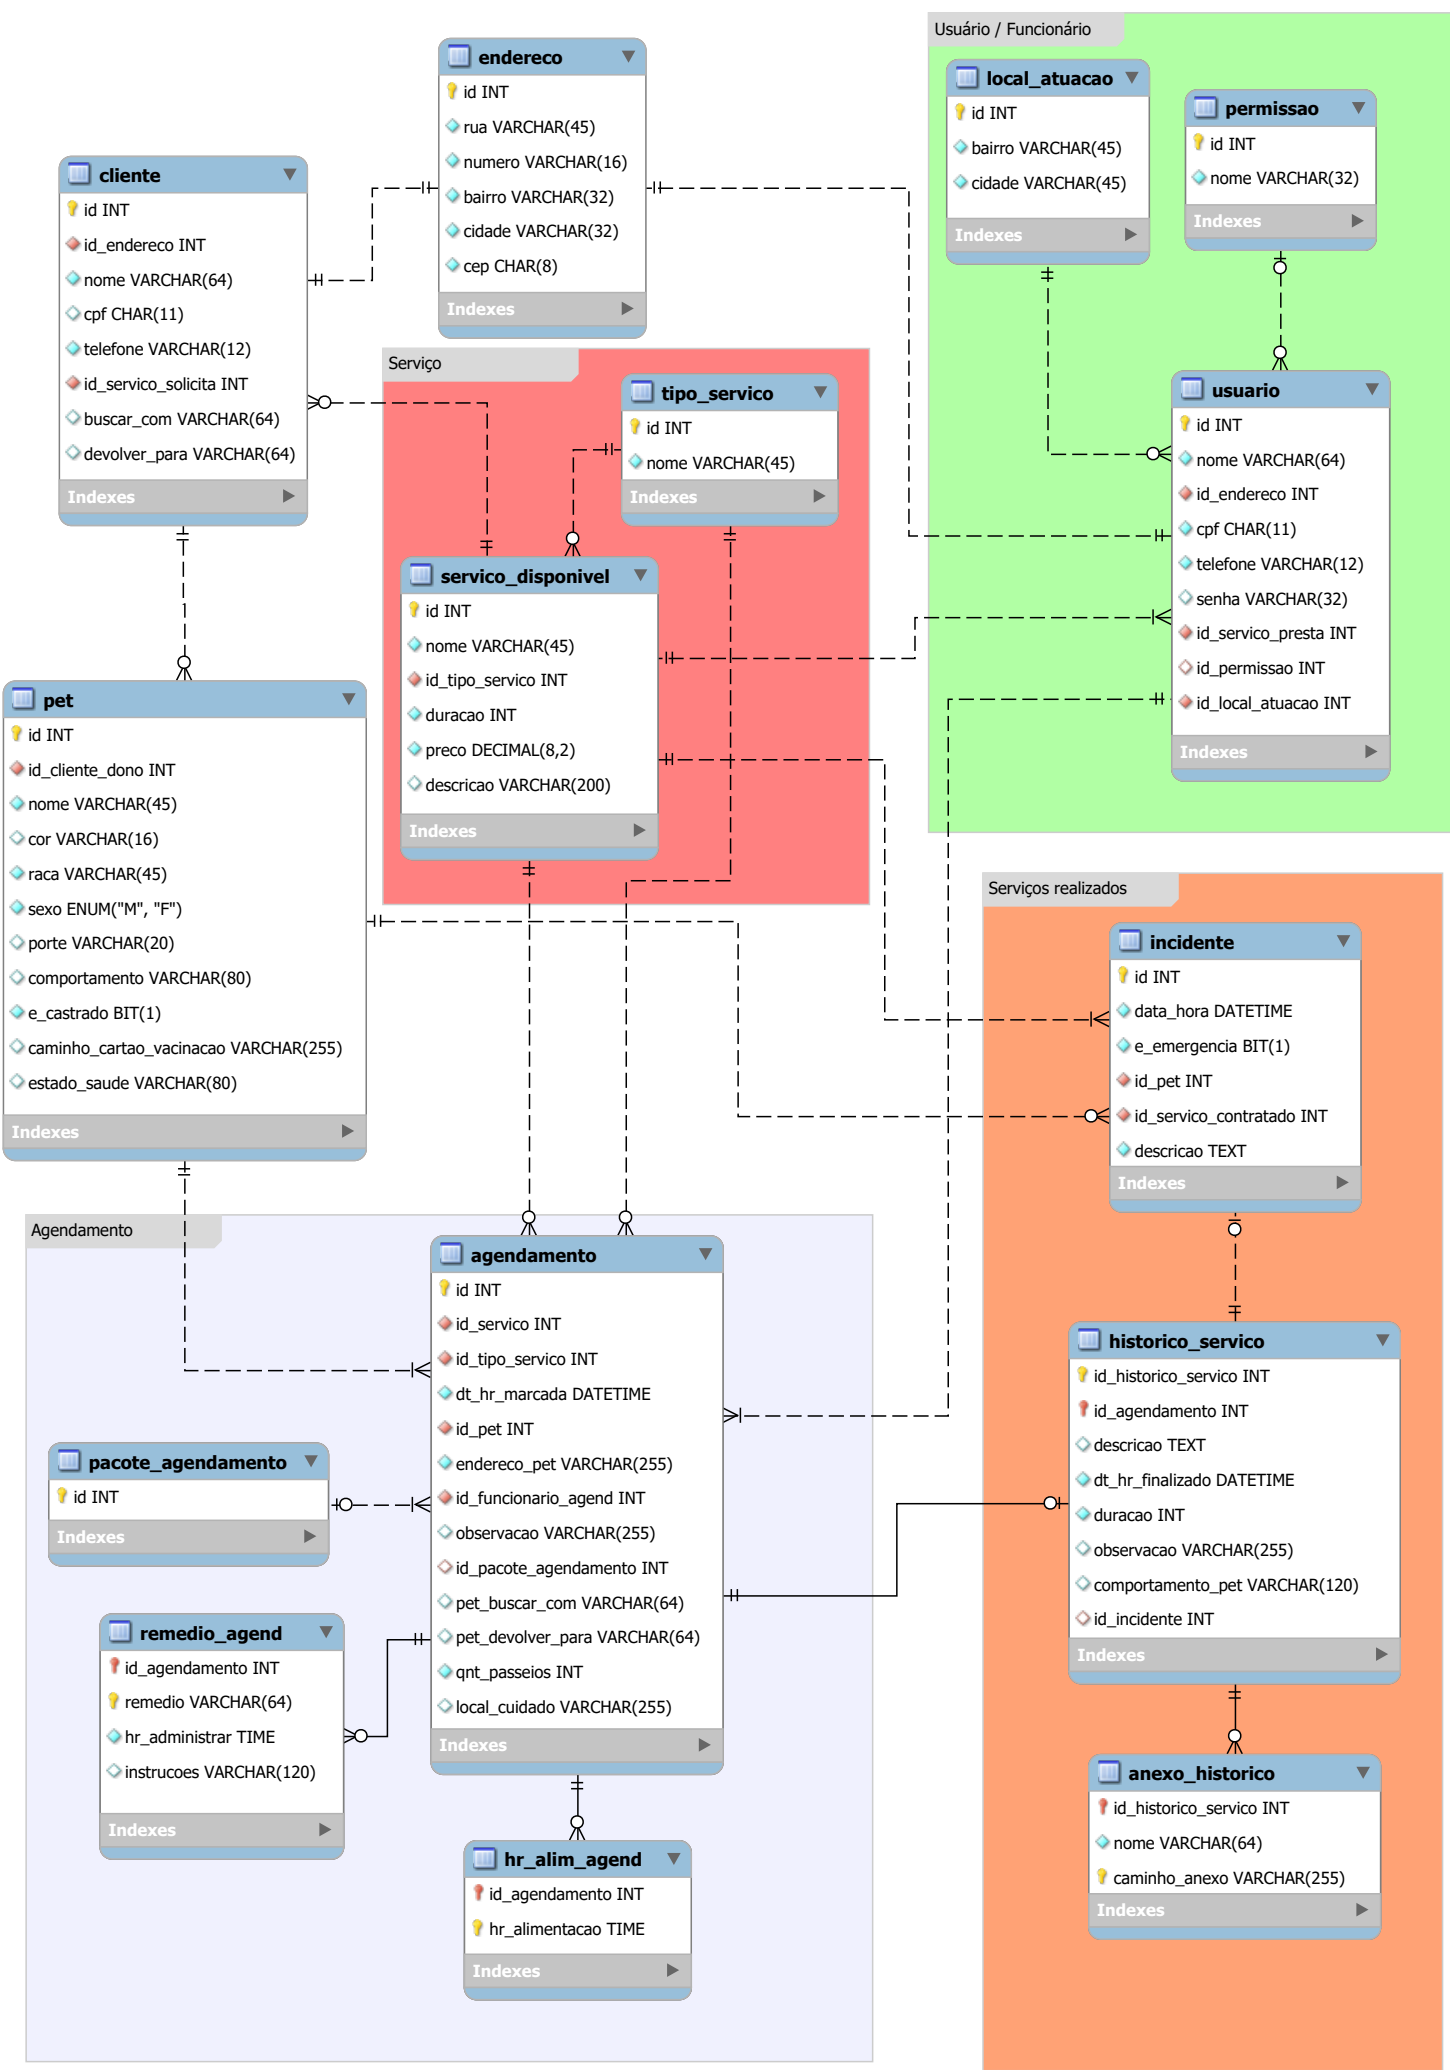 Usuário / Funcionário
endereco
id INT
rua VARCHAR(45)
numero VARCHAR(16)
bairro VARCHAR(32)
cidade VARCHAR(32)
cep CHAR(8)
Indexes
local_atuacao
id INT
bairro VARCHAR(45)
cidade VARCHAR(45)
Indexes
permissao
id INT
nome VARCHAR(32)
Indexes
cliente
id INT
id_endereco INT
nome VARCHAR(64)
cpf CHAR(11)
telefone VARCHAR(12)
id_servico_solicita INT
buscar_com VARCHAR(64)
devolver_para VARCHAR(64)
Indexes
Serviço
tipo_servico
id INT
nome VARCHAR(45)
Indexes
usuario
id INT
nome VARCHAR(64)
id_endereco INT
cpf CHAR(11)
telefone VARCHAR(12)
senha VARCHAR(32)
id_servico_presta INT
id_permissao INT
id_local_atuacao INT
Indexes
servico_disponivel
id INT
nome VARCHAR(45)
id_tipo_servico INT
duracao INT
preco DECIMAL(8,2)
descricao VARCHAR(200)
Indexes
pet
id INT
id_cliente_dono INT
nome VARCHAR(45)
cor VARCHAR(16)
raca VARCHAR(45)
sexo ENUM("M", "F")
porte VARCHAR(20)
comportamento VARCHAR(80)
e_castrado BIT(1)
caminho_cartao_vacinacao VARCHAR(255)
estado_saude VARCHAR(80)
Indexes
Serviços realizados
incidente
id INT
data_hora DATETIME
e_emergencia BIT(1)
id_pet INT
id_servico_contratado INT
descricao TEXT
Indexes
Agendamento
agendamento
id INT
id_servico INT
id_tipo_servico INT
dt_hr_marcada DATETIME
id_pet INT
endereco_pet VARCHAR(255)
id_funcionario_agend INT
observacao VARCHAR(255)
id_pacote_agendamento INT
pet_buscar_com VARCHAR(64)
pet_devolver_para VARCHAR(64)
qnt_passeios INT
local_cuidado VARCHAR(255)
Indexes
historico_servico
id_historico_servico INT
id_agendamento INT
descricao TEXT
dt_hr_finalizado DATETIME
duracao INT
observacao VARCHAR(255)
comportamento_pet VARCHAR(120)
id_incidente INT
Indexes
pacote_agendamento
id INT
Indexes
remedio_agend
id_agendamento INT
remedio VARCHAR(64)
hr_administrar TIME
instrucoes VARCHAR(120)
Indexes
anexo_historico
id_historico_servico INT
nome VARCHAR(64)
caminho_anexo VARCHAR(255)
Indexes
hr_alim_agend
id_agendamento INT
hr_alimentacao TIME
Indexes